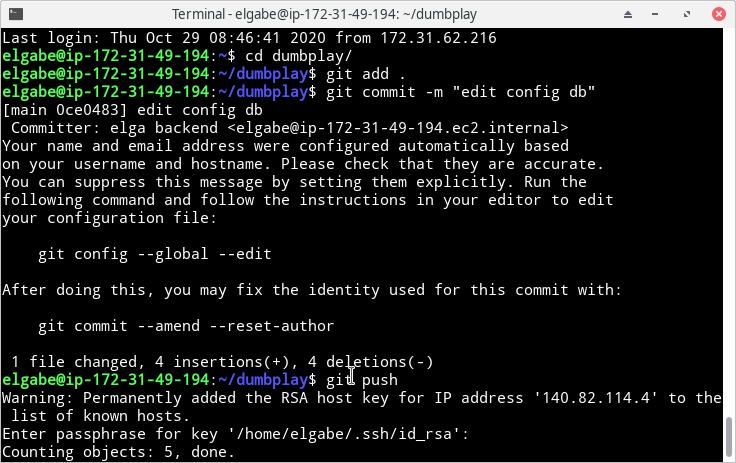 Terminal - elgabe@ip-172-31-49-194: ~/dumbplay
Last login: Thu Oct 29 08:46:41 2020 from 172.31.62.216
elgabe@ip-172-31-49-194:~$ cd dumbplay/
elgabe@ip-172-31-49-194:~/dumbplay$ git add .
elgabe@ip-172-31-49-194:~/dumbplay$ git commit -m "edit config db"
[main 0ce0483] edit config db
 Committer: elga backend <elgabe@ip-172-31-49-194.ec2.internal>
Your name and email address were configured automatically based
on your username and hostname. Please check that they are accurate.
You can suppress this message by setting them explicitly. Run the
following command and follow the instructions in your editor to edit
your configuration file:
    git config --global --edit
After doing this, you may fix the identity used for this commit with:
    git commit --amend --reset-author
 1 file changed, 4 insertions(+), 4 deletions(-)
elgabe@ip-172-31-49-194:~/dumbplay$ git push
Warning: Permanently added the RSA host key for IP address '140.82.114.4' to the
 list of known hosts.
Enter passphrase for key '/home/elgabe/.ssh/id_rsa':
Counting objects: 5, done.